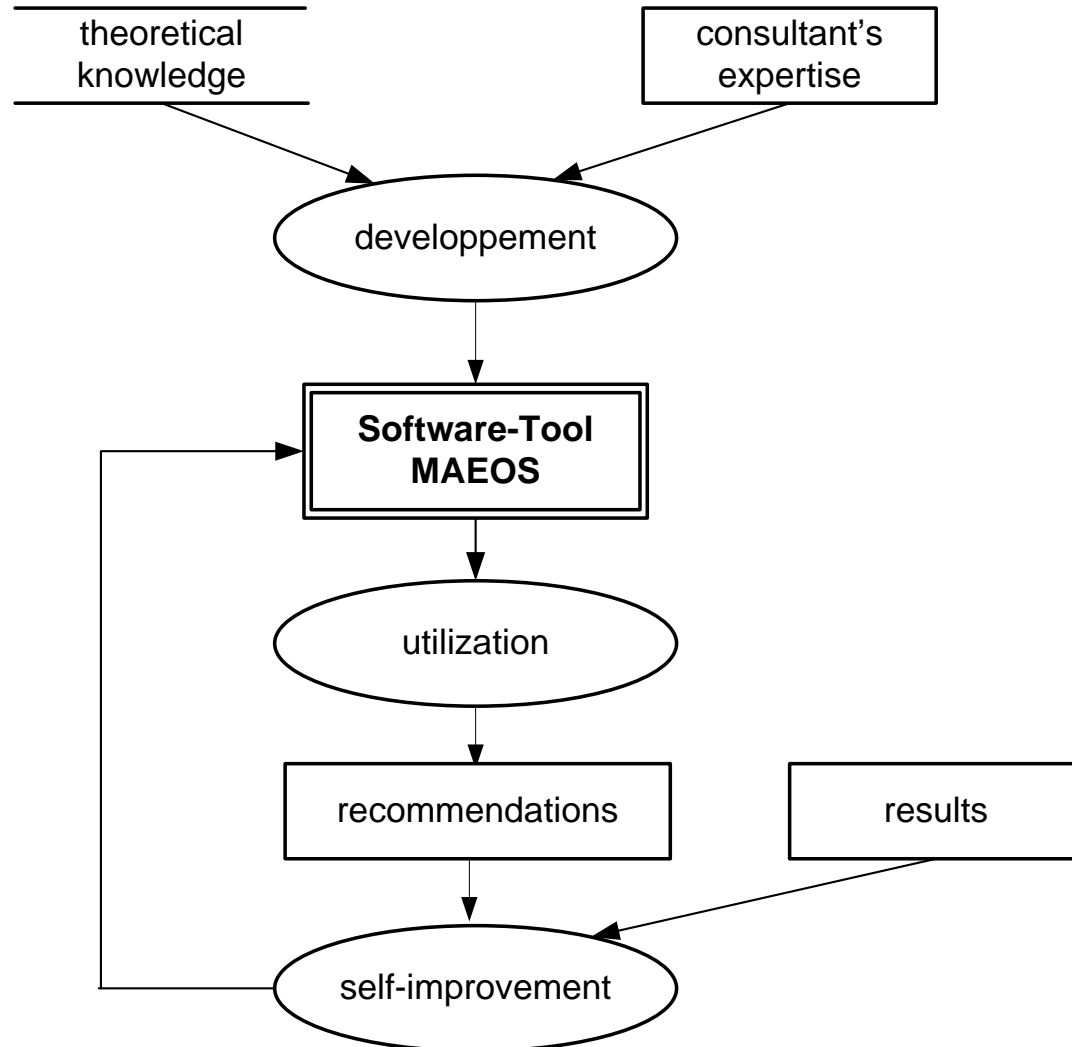 theoretical
knowledge
consultant's
expertise
developpement
Software-Tool
MAEOS
utilization
recommendations
results
self-improvement